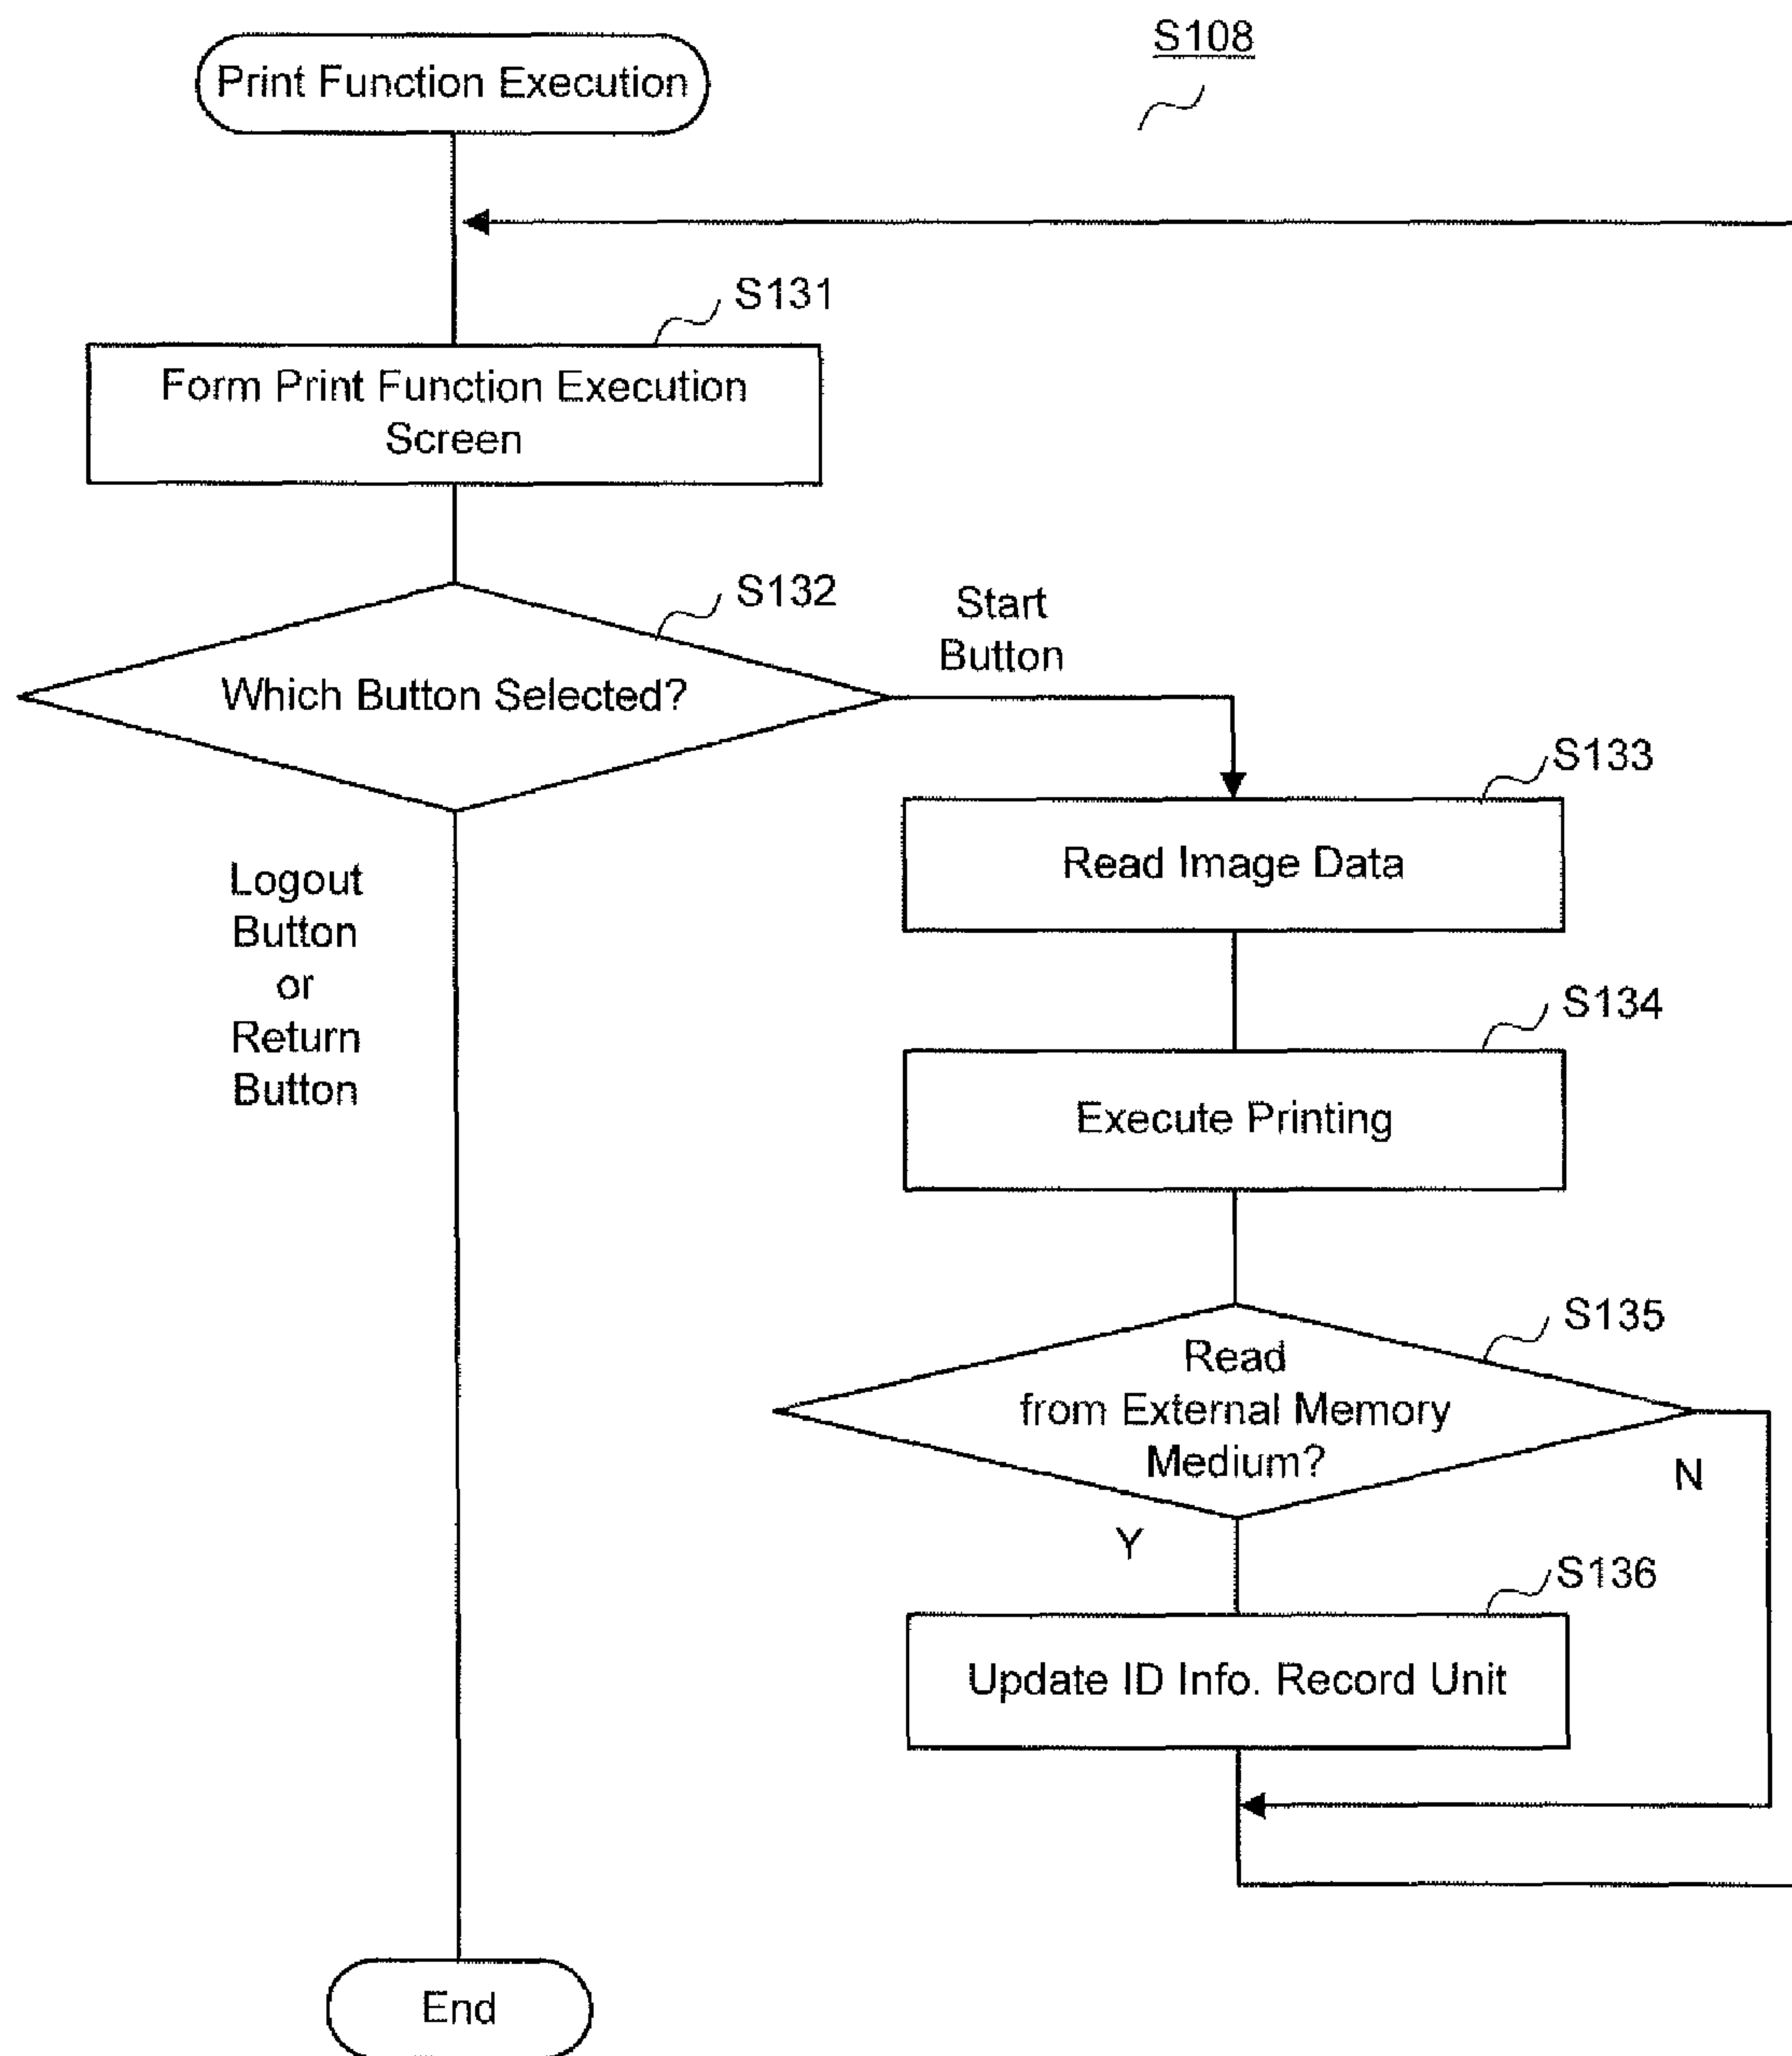 S108
Print Function Execution
S131
Form Print Function Execution
Screen
S132
Which Button Selected?
Start
Button
S133
Read Image Data
Logout
Button
or
Return
Button
S134
Execute Printing
S135
Read
from External Memory
Medium?
N
Y
S136
Update ID Info. Record Unit
End